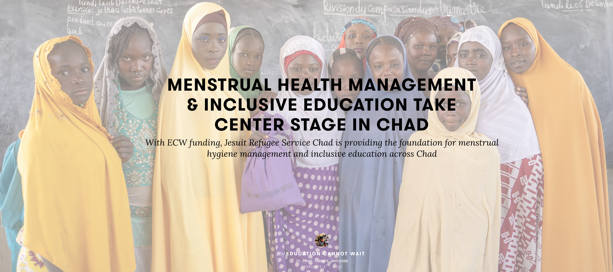 MENSTRUAL HEALTH MANAGEMENT
& INCLUSIVE EDUCATION TAKE
CENTER STAGE IN CHAD
With ECW funding, Jesuit Refugee Service Chad is providing the foundation for menstrual
hygiene management and inclusive education across Chad
EDUCATION CANNOT WAIT